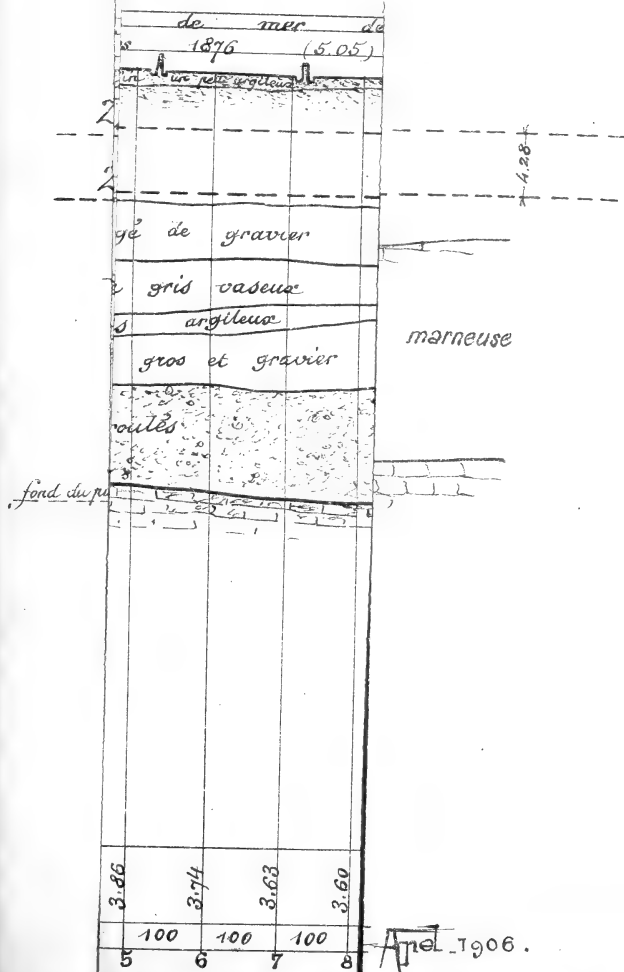 de mer de
s 1876 (5.05)
un peu argileux
4.28
gé de gravier
gris vaseux
s argileux
marneuse
gros et gravier
roulés
fond du pu
3.86 3.74 3.63 3.60
100 100 100
5 6 7 8
1906.